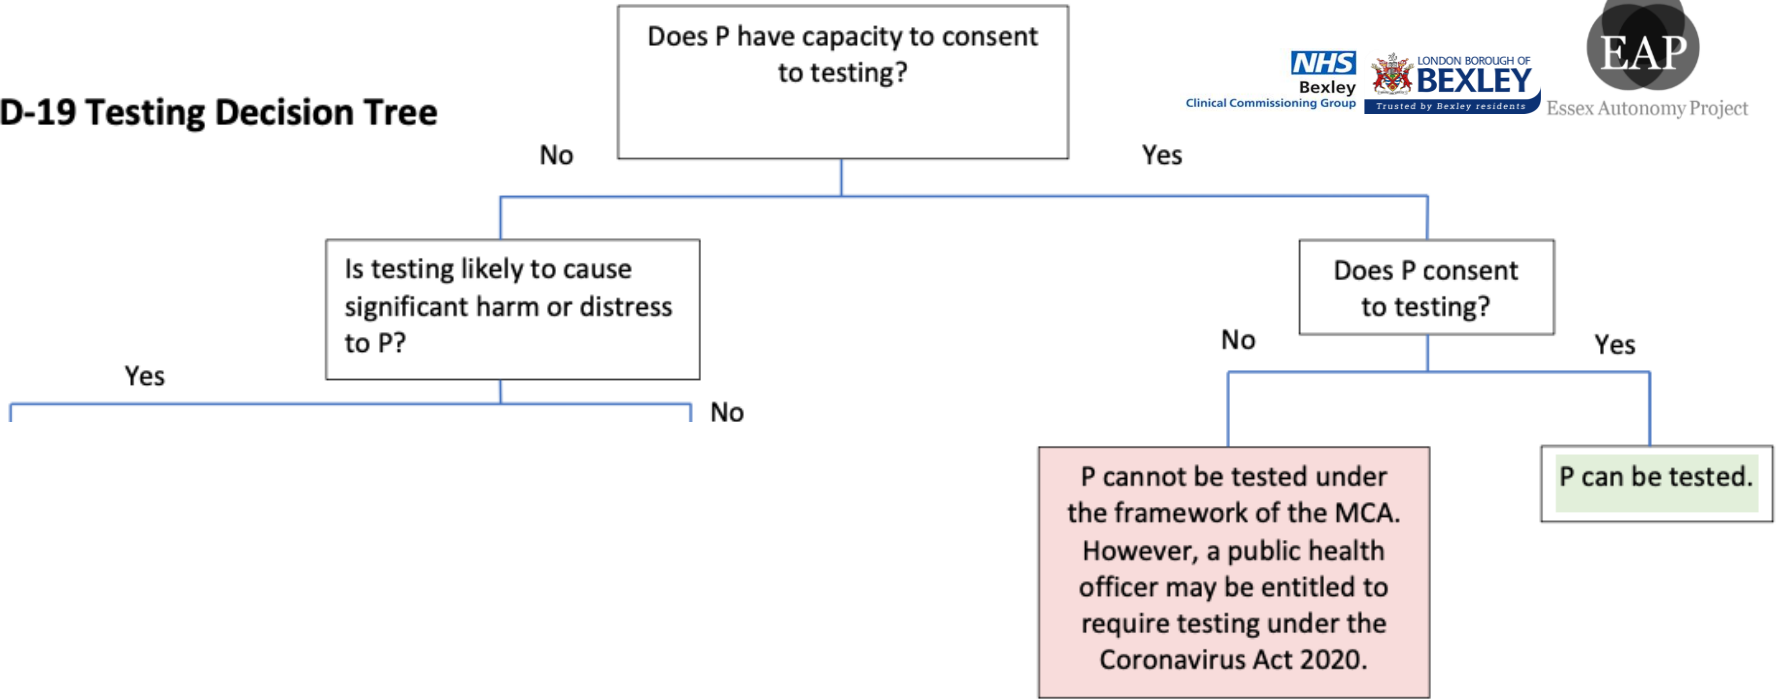 Does P have capacity to consent
to testing?
NHS
Bexley
Clinical Commissioning Group
LONDON BOROUGH OF
BEXLEY
Trusted by Bexley residents
EAP
Essex Autonomy Project
D-19 Testing Decision Tree
No
Yes
Is testing likely to cause
significant harm or distress
to P?
Does P consent
to testing?
Yes
No
No
Yes
P cannot be tested under
the framework of the MCA.
However, a public health
officer may be entitled to
require testing under the
Coronavirus Act 2020.
P can be tested.